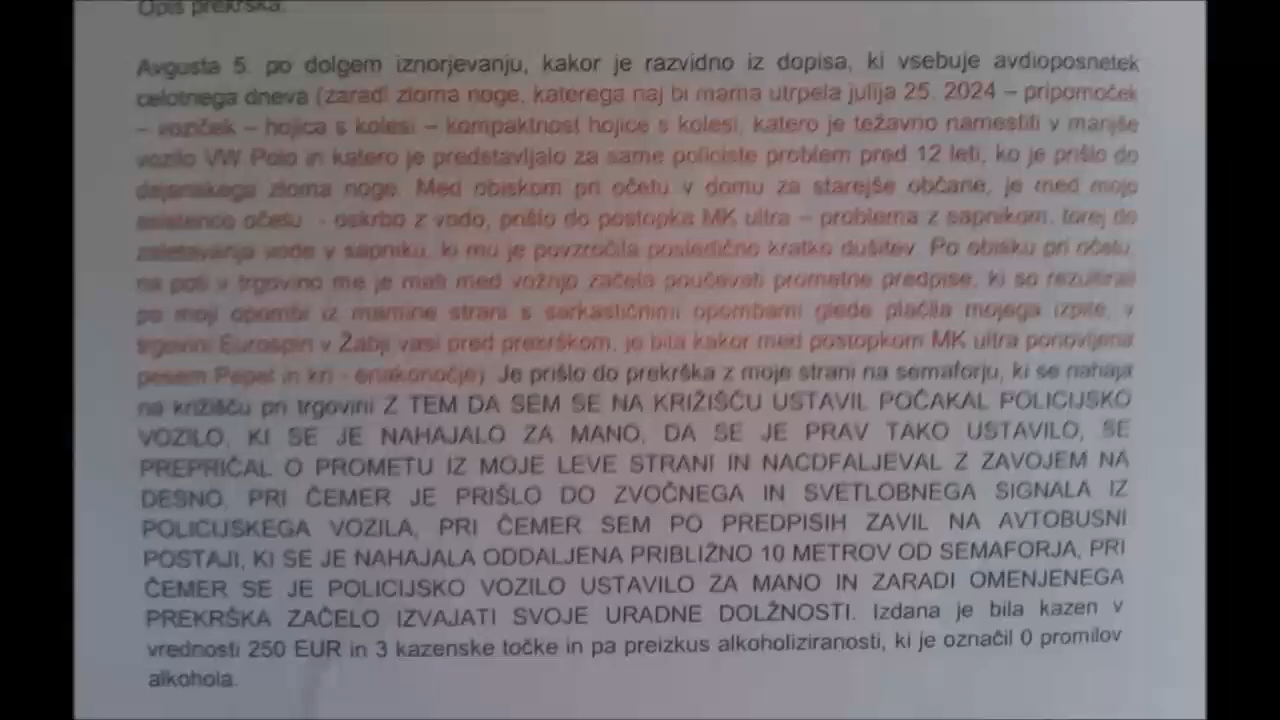 Opis prekrška:
Avgusta 5. po dolgem iznorjevanju, kakor je razvidno iz dopisa, ki vsebuje avdioposnetek
celotnega dneva (zaradi zloma noge, katerega naj bi mama utrpela julija 25. 2024 – pripomoček
– voziček – hojica s kolesi – kompaktnost hojice s kolesi, katero je težavno namestiti v manjše
vozilo VW Polo in katero je predstavljalo za same policiste problem pred 12 leti, ko je prišlo do
dejanskega zloma noge. Med obiskom pri očetu v domu za starejše občane, je med mojo
asistenco očetu - oskrbo z vodo, prišlo do postopka MK ultra – problema z sapnikom, torej do
zaletavanja vode v sapniku, ki mu je povzročila posledično kratko dušitev. Po obisku pri očetu,
na poti v trgovino me je mati med vožnjo začela poučevati prometne predpise, ki so rezultirali
po moji opombi iz mamine strani s sarkastičnimi opombami glede plačila mojega izpita, v
trgovini Eurospin v Žabji vasi pred prekrškom, je bila kakor med postopkom MK ultra ponovljena
pesem Pepel in kri - enakonočje). Je prišlo do prekrška z moje strani na semaforju, ki se nahaja
na križišču pri trgovini Z TEM DA SEM SE NA KRIŽIŠČU USTAVIL POČAKAL POLICIJSKO
VOZILO, KI SE JE NAHAJALO ZA MANO, DA SE JE PRAV TAKO USTAVILO, SE
PREPRIČAL O PROMETU IZ MOJE LEVE STRANI IN NACDFALJEVAL Z ZAVOJEM NA
DESNO, PRI ČEMER JE PRIŠLO DO ZVOČNEGA IN SVETLOBNEGA SIGNALA IZ
POLICIJSKEGA VOZILA, PRI ČEMER SEM PO PREDPISIH ZAVIL NA AVTOBUSNI
POSTAJI, KI SE JE NAHAJALA ODDALJENA PRIBLIŽNO 10 METROV OD SEMAFORJA, PRI
ČEMER SE JE POLICIJSKO VOZILO USTAVILO ZA MANO IN ZARADI OMENJENEGA
PREKRŠKA ZAČELO IZVAJATI SVOJE URADNE DOLŽNOSTI. Izdana je bila kazen v
vrednosti 250 EUR in 3 kazenske točke in pa preizkus alkoholiziranosti, ki je označil 0 promilov
alkohola.